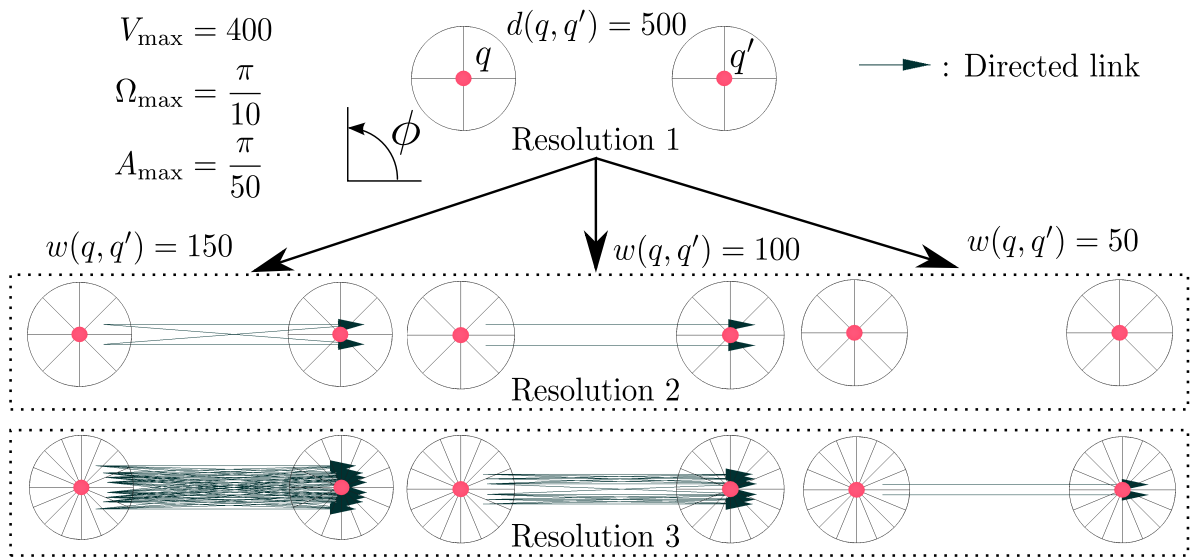 V_max = 400
d(q, q′) = 500
q
q′
: Directed link
Ω_max = π/10
ϕ
Resolution 1
A_max = π/50
w(q, q′) = 150
w(q, q′) = 100
w(q, q′) = 50
Resolution 2
Resolution 3